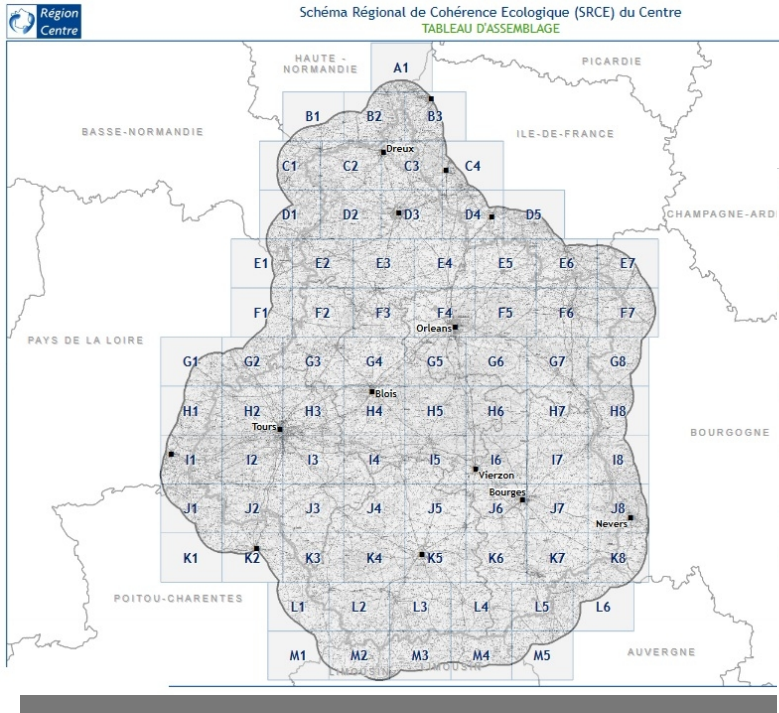 Région
Centre
Schéma Régional de Cohérence Ecologique (SRCE) du Centre
TABLEAU D'ASSEMBLAGE
HAUTE -
NORMANDIE
A1
PICARDIE
B1 B2 B3
BASSE-NORMANDIE
ILE-DE-FRANCE
Dreux
C1 C2 C3 C4
D1 D2 D3 D4 D5
CHAMPAGNE-ARD
E1 E2 E3 E4 E5 E6 E7
F1 F2 F3 F4 F5 F6 F7
Orleans
PAYS DE LA LOIRE
G1 G2 G3 G4 G5 G6 G7 G8
Blois
H1 H2 H3 H4 H5 H6 H7 H8
Tours
BOURGOGNE
I1 I2 I3 I4 I5 I6 I7 I8
Vierzon
Bourges
J1 J2 J3 J4 J5 J6 J7 J8
Nevers
K1 K2 K3 K4 K5 K6 K7 K8
POITOU-CHARENTES
L1 L2 L3 L4 L5 L6
AUVERGNE
M1 M2 M3 M4 M5
LIMOUSIN LIMOUSIN